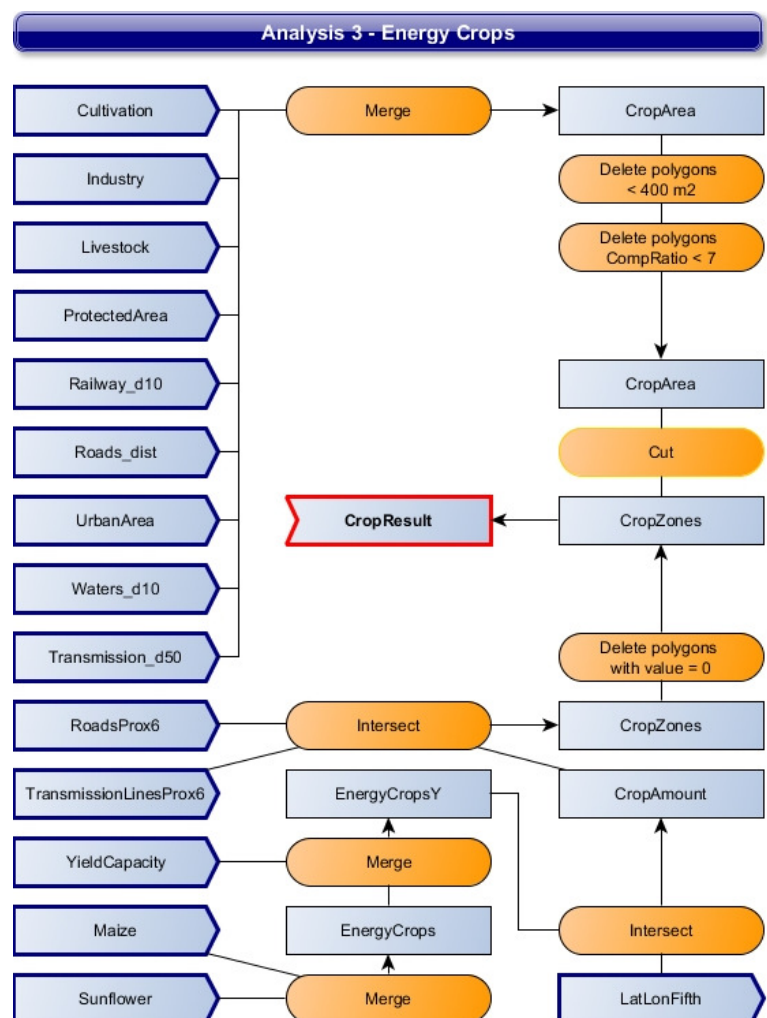 Analysis 3 - Energy Crops
Cultivation
Merge
CropArea
Industry
Delete polygons
< 400 m2
Livestock
Delete polygons
CompRatio < 7
ProtectedArea
Railway_d10
CropArea
Roads_dist
Cut
UrbanArea
CropResult
CropZones
Waters_d10
Transmission_d50
Delete polygons
with value = 0
RoadsProx6
Intersect
CropZones
TransmissionLinesProx6
EnergyCropsY
CropAmount
YieldCapacity
Merge
Maize
EnergyCrops
Intersect
Sunflower
Merge
LatLonFifth